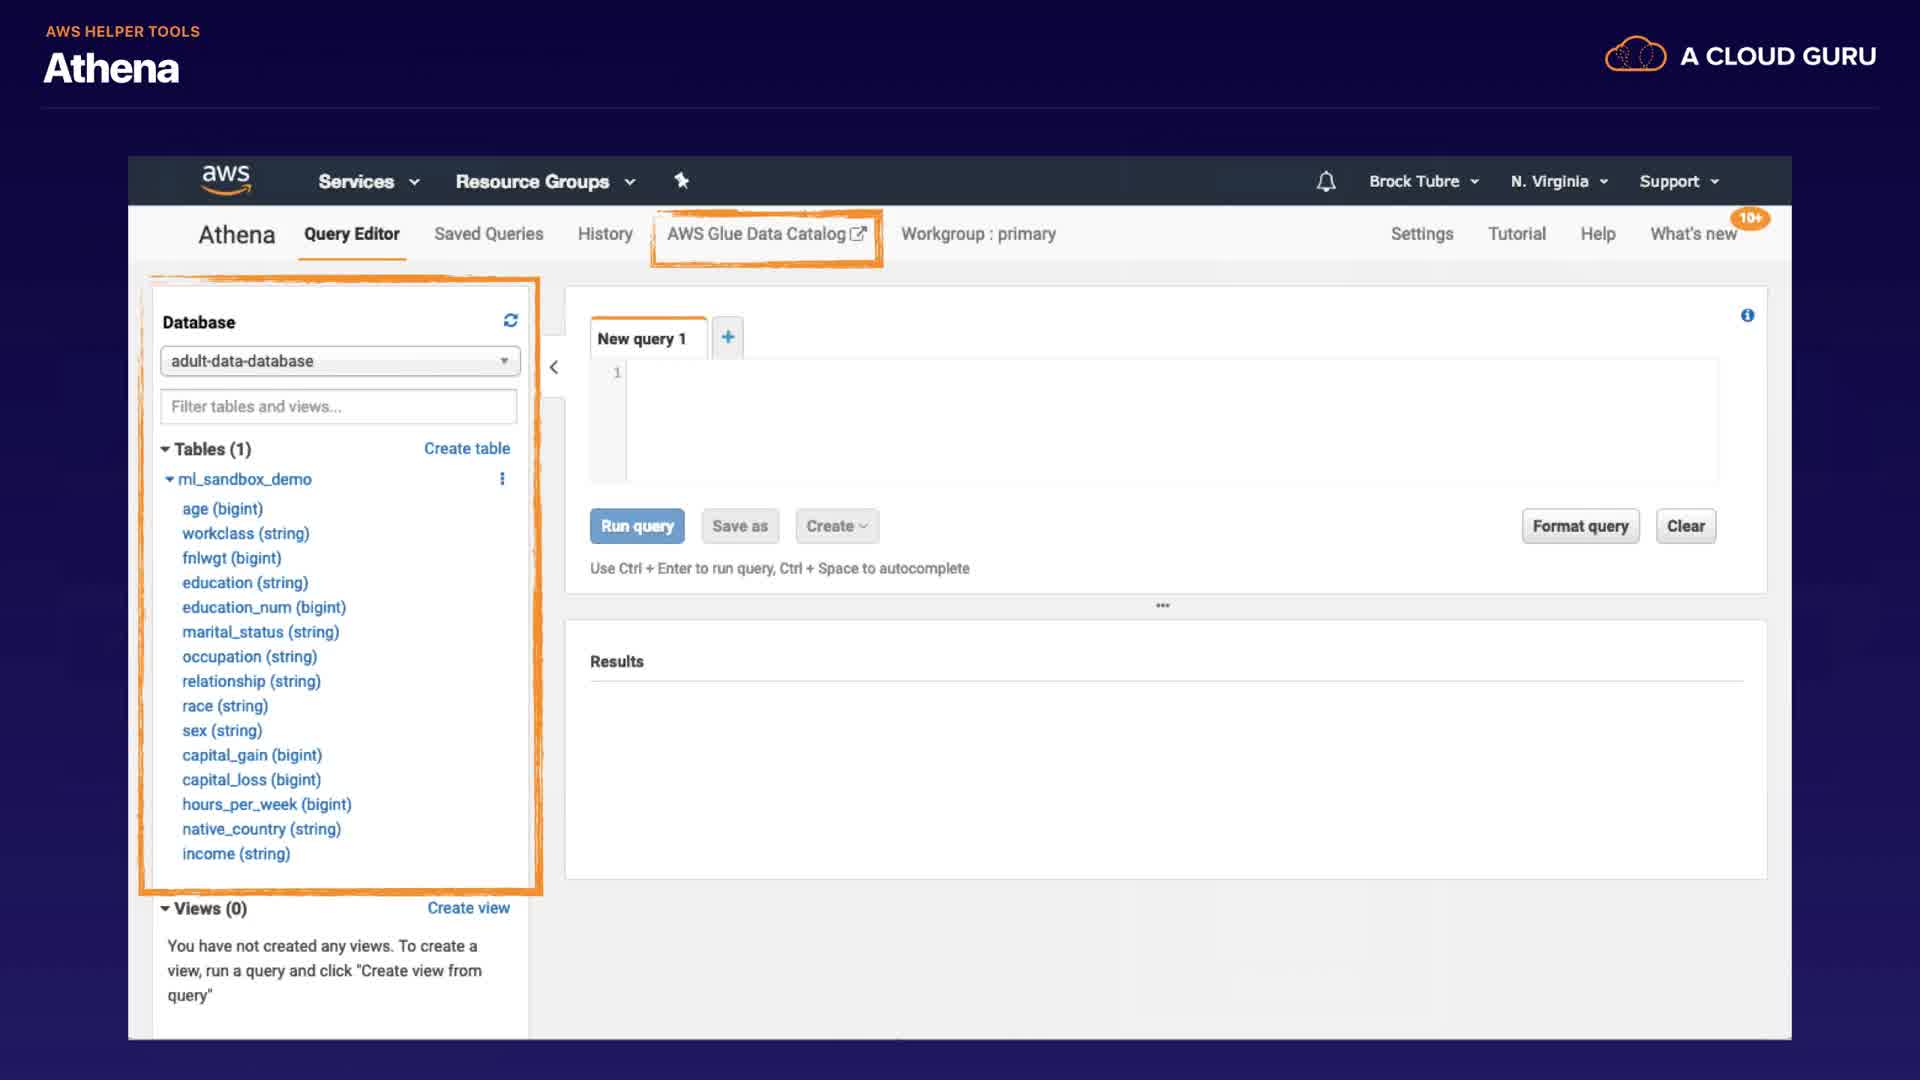 AWS HELPER TOOLS
Athena
A CLOUD GURU
aws
Services
Resource Groups
Brock Tubre
N. Virginia
Support
Athena
Query Editor
Saved Queries
History
AWS Glue Data Catalog
Workgroup : primary
Settings
Tutorial
Help
What's new
10+
Database
adult-data-database
Filter tables and views...
Tables (1)
Create table
ml_sandbox_demo
age (bigint)
workclass (string)
fnlwgt (bigint)
education (string)
education_num (bigint)
marital_status (string)
occupation (string)
relationship (string)
race (string)
sex (string)
capital_gain (bigint)
capital_loss (bigint)
hours_per_week (bigint)
native_country (string)
income (string)
Views (0)
Create view
You have not created any views. To create a
view, run a query and click "Create view from
query"
New query 1
1
Run query
Save as
Create
Format query
Clear
Use Ctrl + Enter to run query, Ctrl + Space to autocomplete
Results